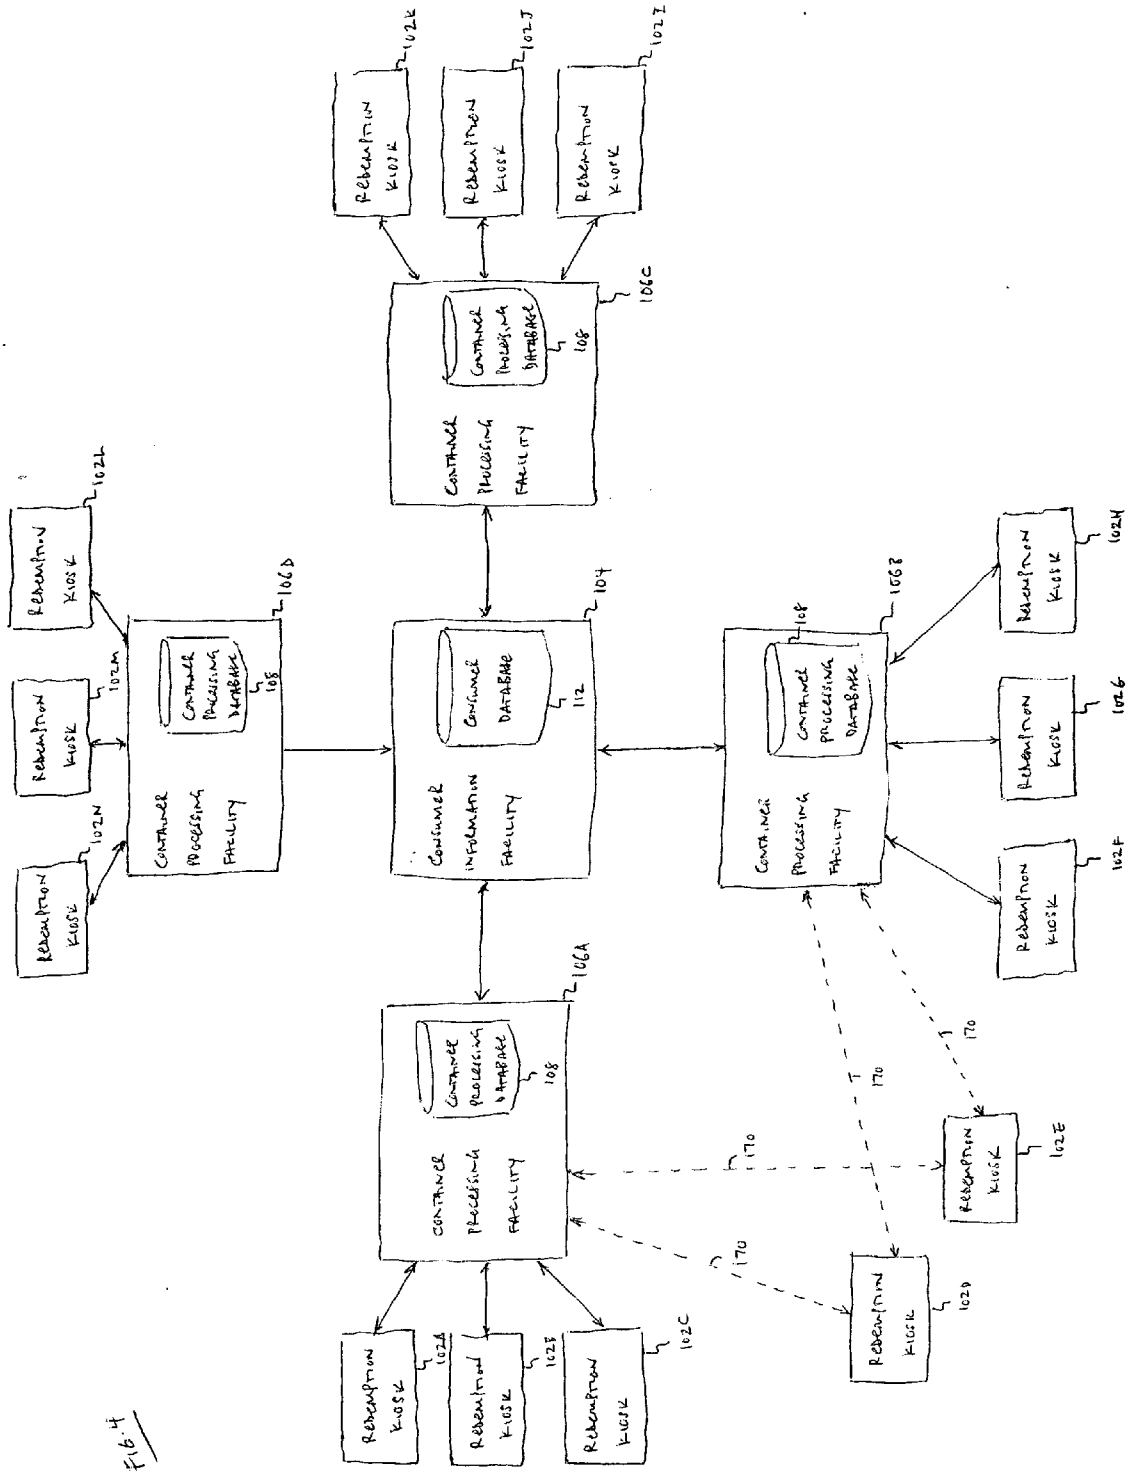 FIG. 4
REDEMPTION
KIOSK
102N
REDEMPTION
KIOSK
102M
REDEMPTION
KIOSK
102L
CONTAINER
PROCESSING
FACILITY
CONTAINER
PROCESSING
DATABASE
108
106D
REDEMPTION
KIOSK
102A
REDEMPTION
KIOSK
102B
REDEMPTION
KIOSK
102C
CONTAINER
PROCESSING
FACILITY
CONTAINER
PROCESSING
DATABASE
108
106A
CONSUMER
INFORMATION
FACILITY
CONSUMER
DATABASE
112
104
CONTAINER
PROCESSING
FACILITY
CONTAINER
PROCESSING
DATABASE
108
106C
REDEMPTION
KIOSK
102K
REDEMPTION
KIOSK
102J
REDEMPTION
KIOSK
102I
CONTAINER
PROCESSING
FACILITY
CONTAINER
PROCESSING
DATABASE
108
106B
170
170
170
170
REDEMPTION
KIOSK
102D
REDEMPTION
KIOSK
102E
REDEMPTION
KIOSK
102F
REDEMPTION
KIOSK
102G
REDEMPTION
KIOSK
102H